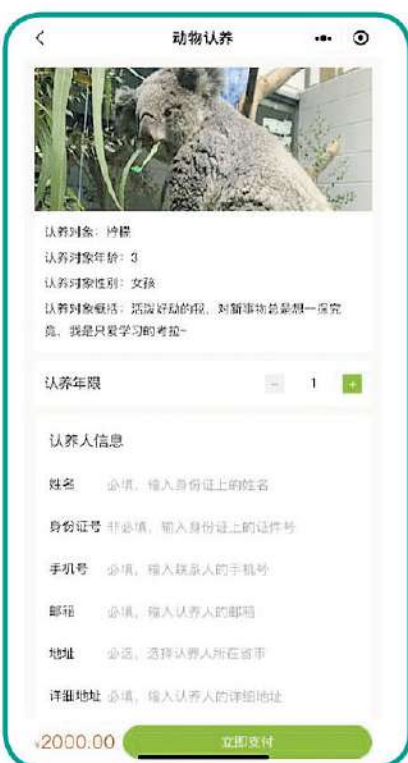 动物认养
认养对象：柠檬
认养对象年龄：3
认养对象性别：女孩
认养对象概括：活泼好动的我，对新事物总是想一探究
竟，我是只爱学习的考拉~
认养年限
− 1 +
认养人信息
姓名 必填，输入身份证上的姓名
身份证号 非必填，输入身份证上的证件号
手机号 必填，输入联系人的手机号
邮箱 必填，输入认养人的邮箱
地址 必选，选择认养人所在省市
详细地址 必填，输入认养人的详细地址
¥2000.00 立即支付